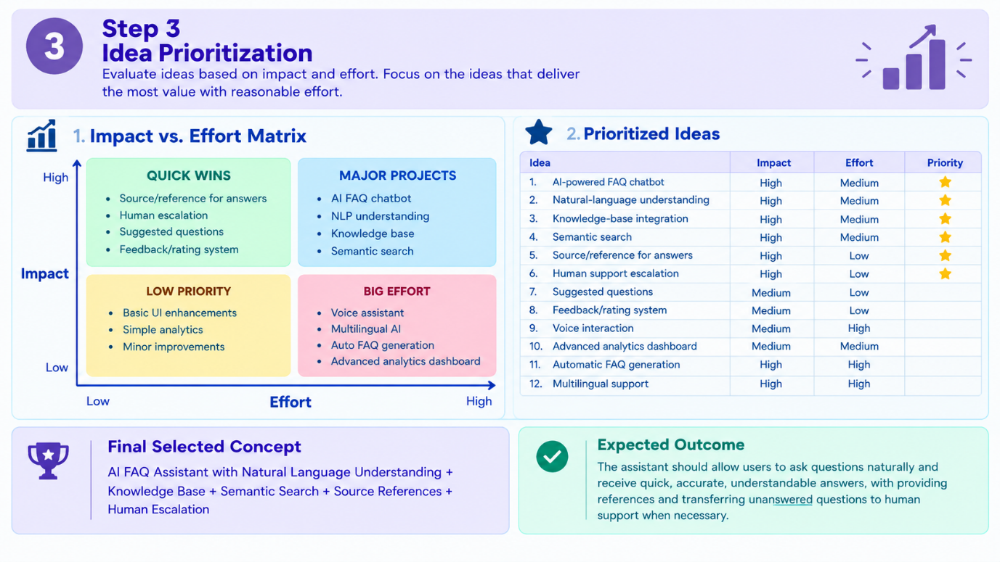 3
Step 3
Idea Prioritization
Evaluate ideas based on impact and effort. Focus on the ideas that deliver
the most value with reasonable effort.
1. Impact vs. Effort Matrix
High
Impact
Low
QUICK WINS
• Source/reference for answers
• Human escalation
• Suggested questions
• Feedback/rating system
MAJOR PROJECTS
• AI FAQ chatbot
• NLP understanding
• Knowledge base
• Semantic search
LOW PRIORITY
• Basic UI enhancements
• Simple analytics
• Minor improvements
BIG EFFORT
• Voice assistant
• Multilingual AI
• Auto FAQ generation
• Advanced analytics dashboard
Low Effort High
2. Prioritized Ideas
Idea Impact Effort Priority
1. AI-powered FAQ chatbot High Medium
2. Natural-language understanding High Medium
3. Knowledge-base integration High Medium
4. Semantic search High Medium
5. Source/reference for answers High Low
6. Human support escalation High Low
7. Suggested questions Medium Low
8. Feedback/rating system Medium Low
9. Voice interaction Medium High
10. Advanced analytics dashboard Medium Medium
11. Automatic FAQ generation High High
12. Multilingual support High High
Final Selected Concept
AI FAQ Assistant with Natural Language Understanding +
Knowledge Base + Semantic Search + Source References +
Human Escalation
Expected Outcome
The assistant should allow users to ask questions naturally and
receive quick, accurate, understandable answers, with providing
references and transferring unanswered questions to human
support when necessary.